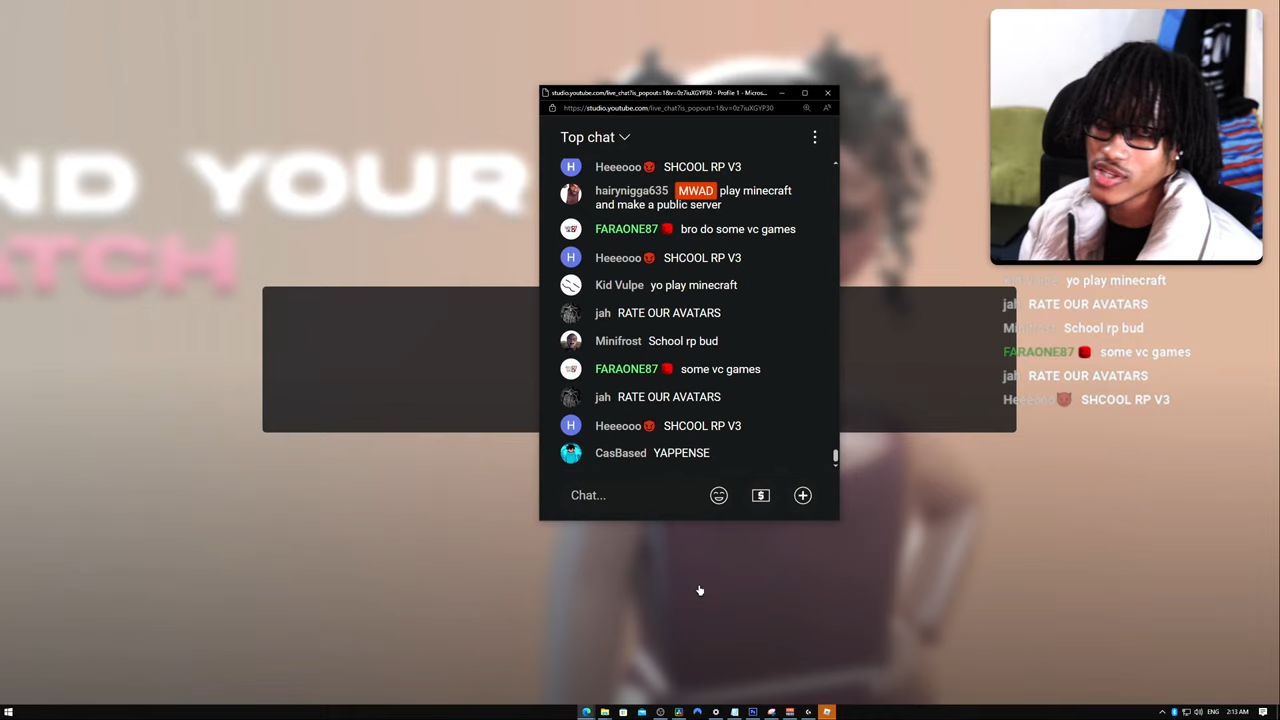 ND YOUR
ATCH
studio.youtube.com/live_chat?is_popout=1&v=0z7iuXGYP30 - Profile 1 - Micros...
https://studio.youtube.com/live_chat?is_popout=1&v=0z7iuXGYP30
Top chat
H Heeeooo SHCOOL RP V3
hairynigga635 MWAD play minecraft
and make a public server
FARAONE87 bro do some vc games
H Heeeooo SHCOOL RP V3
Kid Vulpe yo play minecraft
jah RATE OUR AVATARS
Minifrost School rp bud
FARAONE87 some vc games
jah RATE OUR AVATARS
H Heeeooo SHCOOL RP V3
CasBased YAPPENSE
Chat...
yo play minecraft
jah RATE OUR AVATARS
Minifrost School rp bud
FARAONE87 some vc games
jah RATE OUR AVATARS
Heeeooo SHCOOL RP V3
ENG 2:13 AM